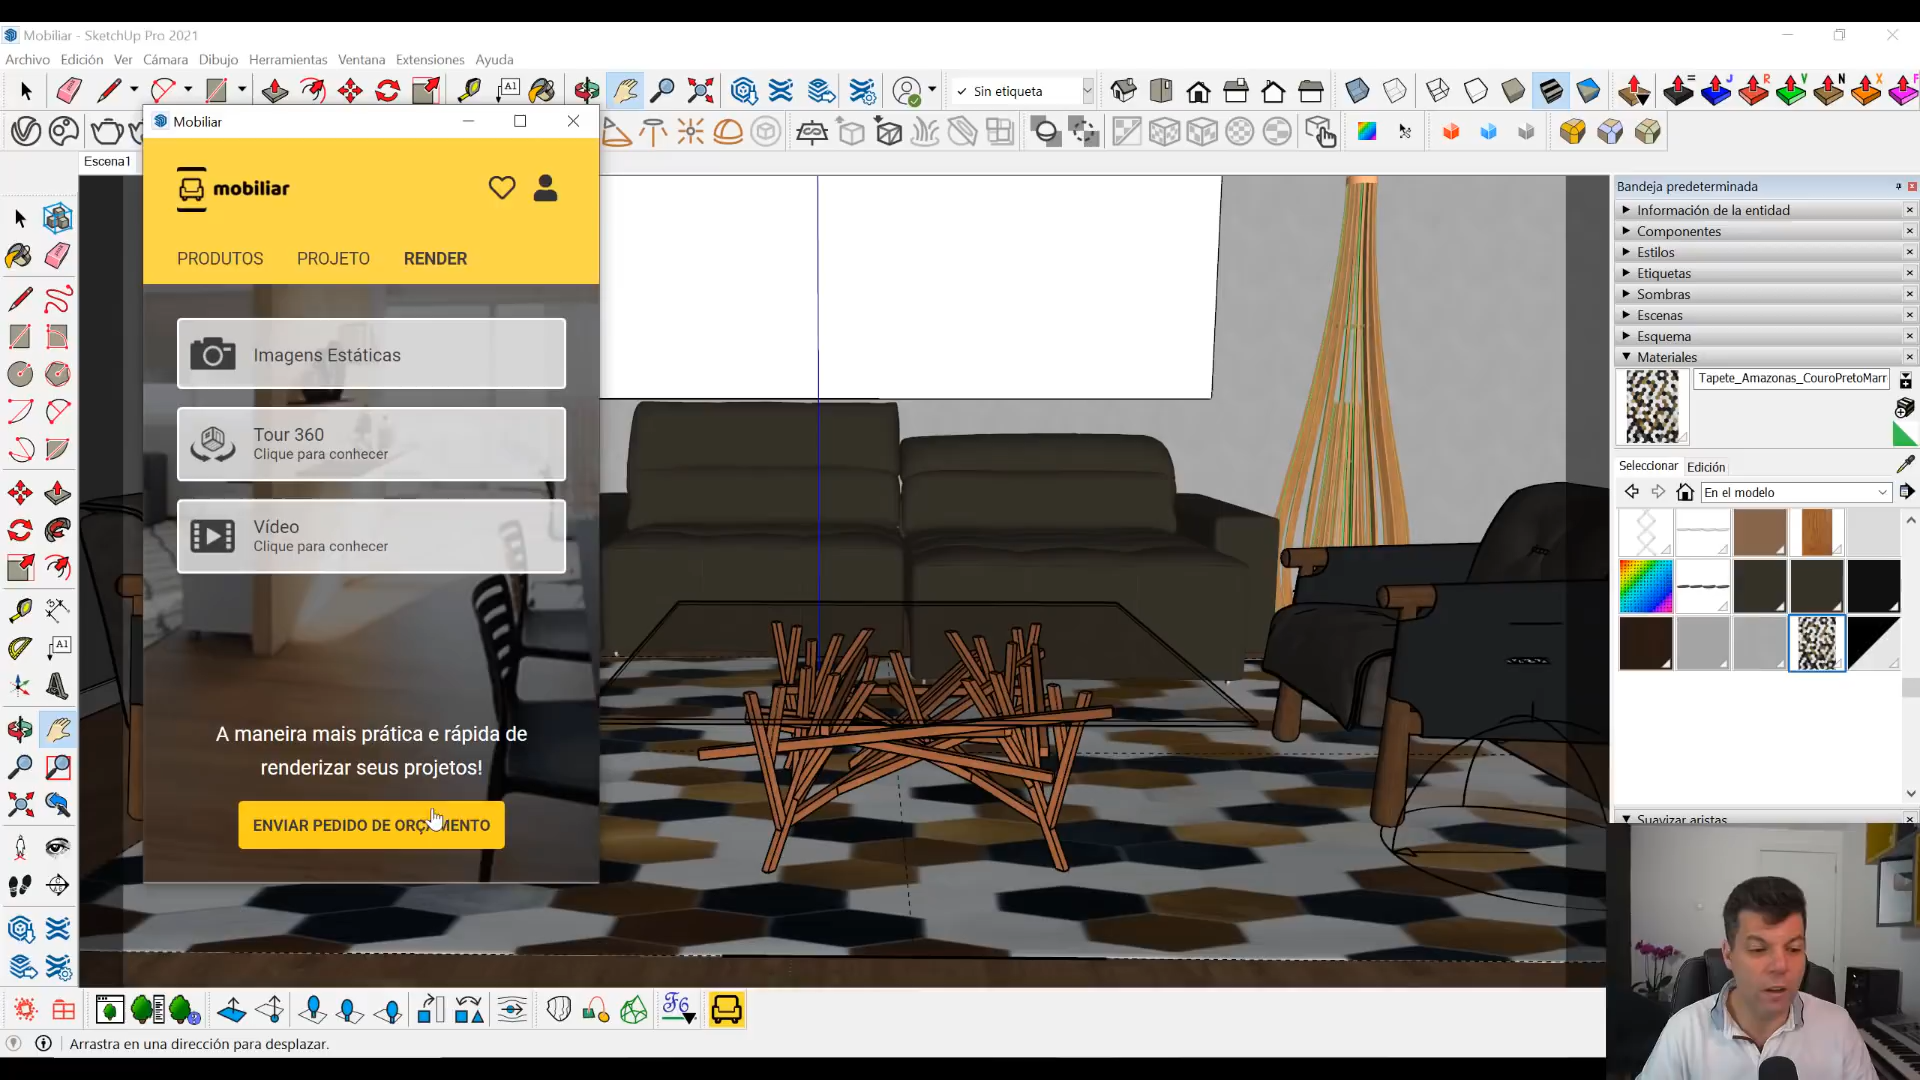 Mobiliar - SketchUp Pro 2021
Archivo Edición Ver Cámara Dibujo Herramientas Ventana Extensiones Ayuda
A1
Sin etiqueta
= J R V N X F
Escena1
Mobiliar
mobiliar
PRODUTOS PROJETO RENDER
Imagens Estáticas
Tour 360
Clique para conhecer
Vídeo
Clique para conhecer
A maneira mais prática e rápida de
renderizar seus projetos!
ENVIAR PEDIDO DE ORÇAMENTO
A1
Bandeja predeterminada
Información de la entidad
Componentes
Estilos
Etiquetas
Sombras
Escenas
Esquema
Materiales
Tapete_Amazonas_CouroPretoMarr
Seleccionar Edición
En el modelo
Suavizar aristas
F6
Arrastra en una dirección para desplazar.